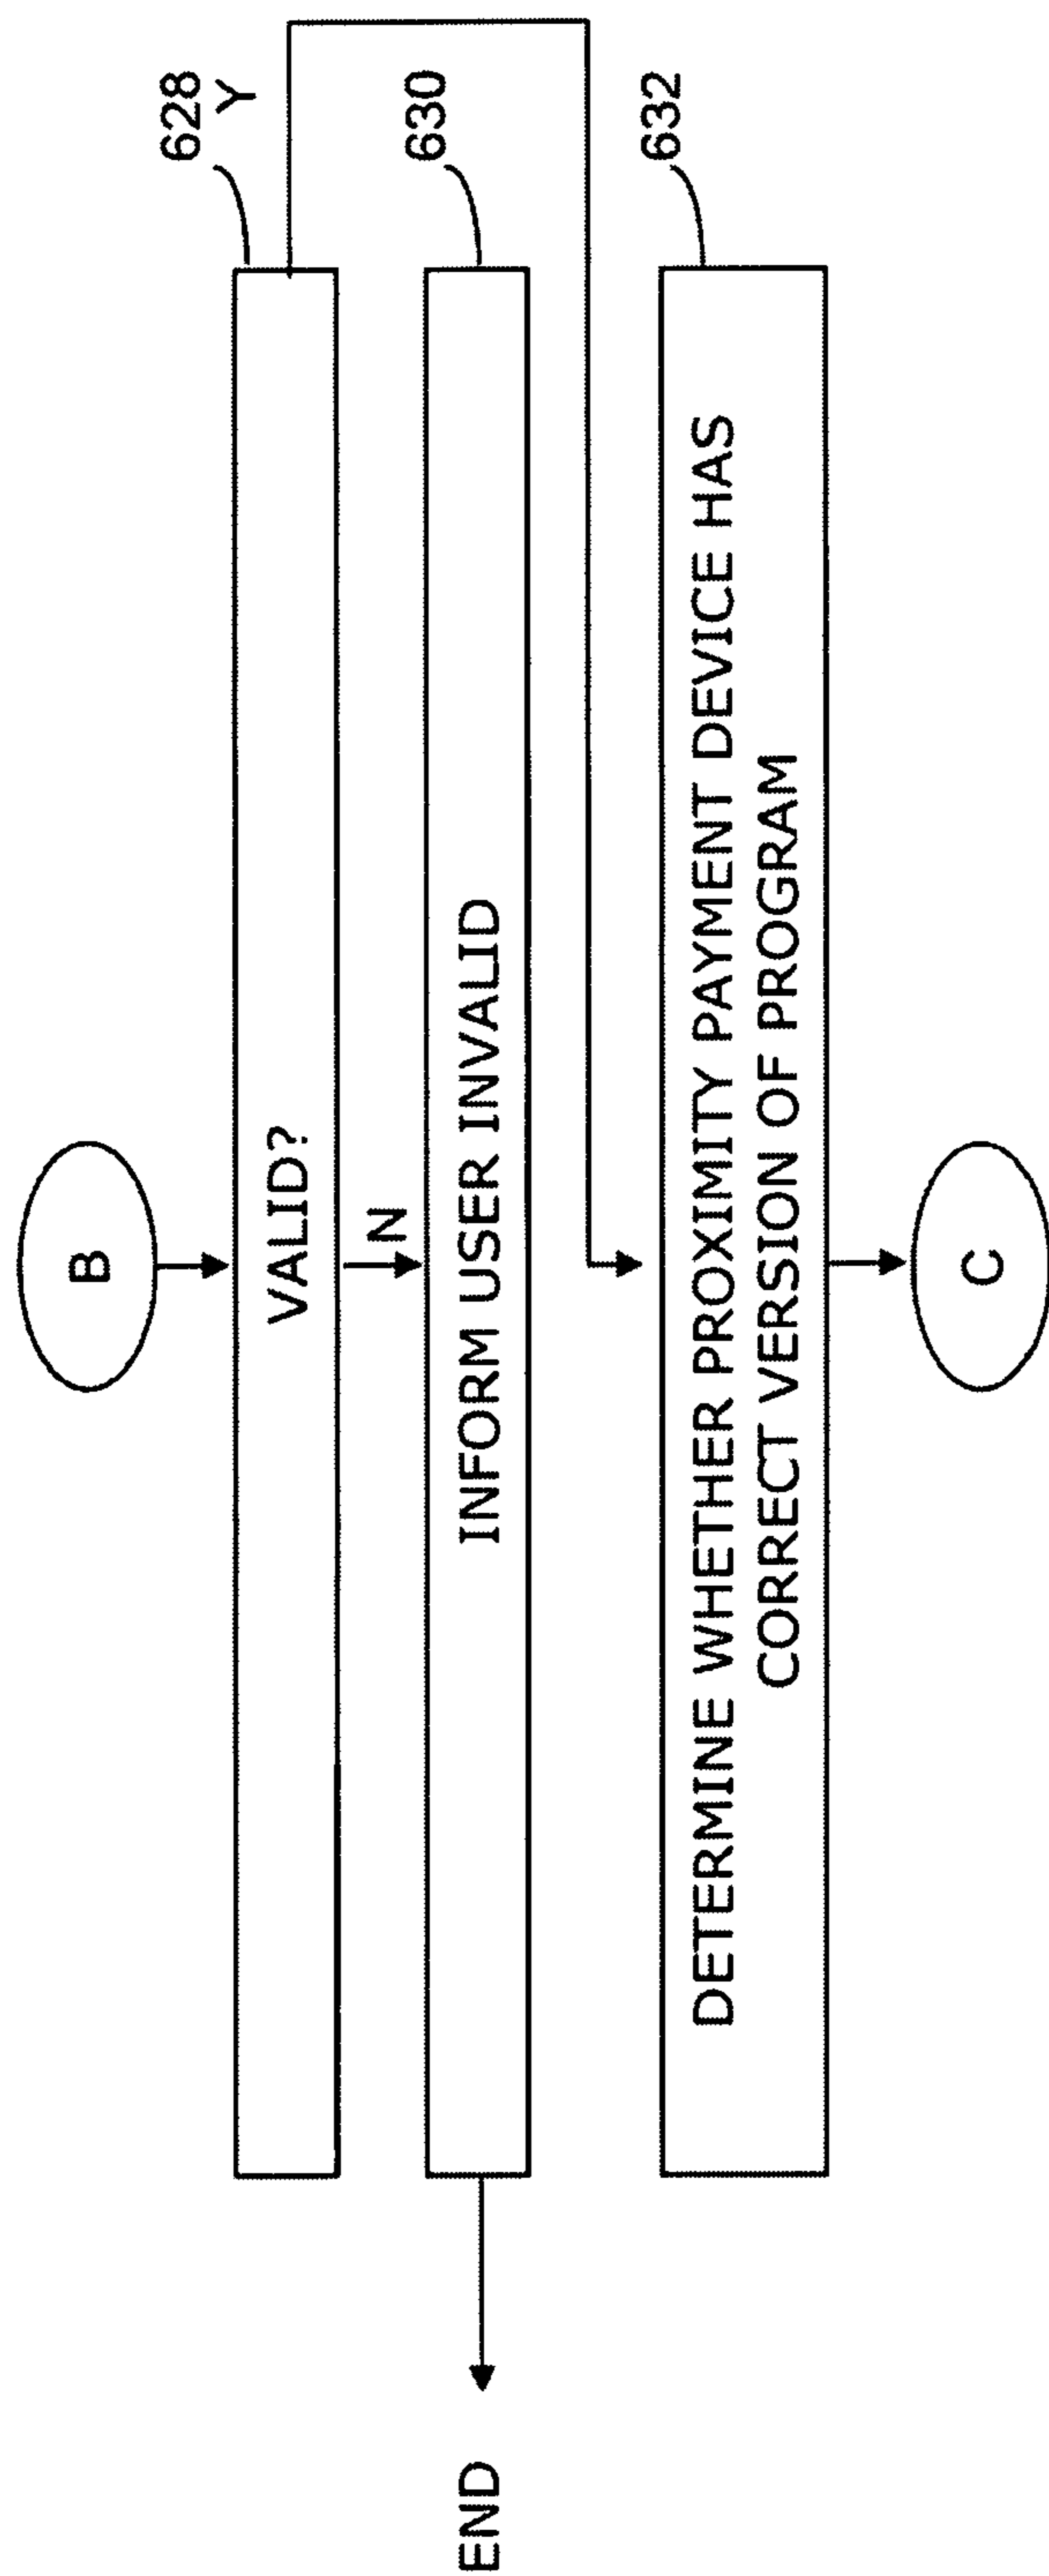 B
628
Y
VALID?
N
630
INFORM USER INVALID
END
632
DETERMINE WHETHER PROXIMITY PAYMENT DEVICE HAS
CORRECT VERSION OF PROGRAM
C